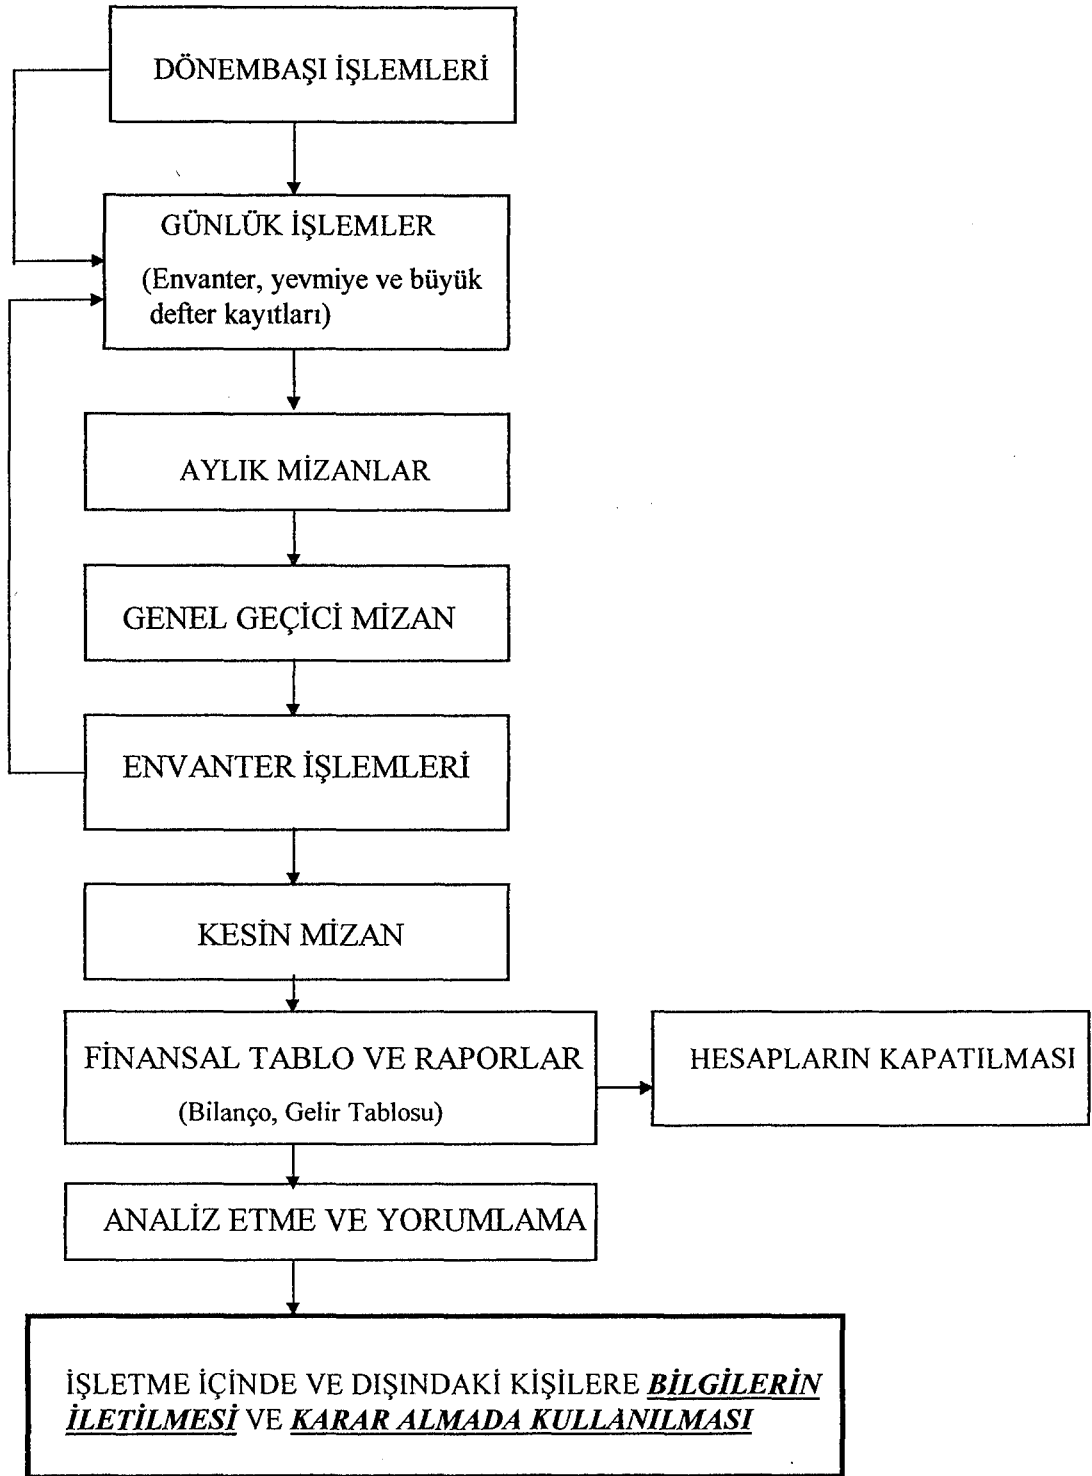 DÖNEMBAŞI İŞLEMLERİ
GÜNLÜK İŞLEMLER
(Envanter, yevmiye ve büyük
defter kayıtları)
AYLIK MİZANLAR
GENEL GEÇİCİ MİZAN
ENVANTER İŞLEMLERİ
KESİN MİZAN
FİNANSAL TABLO VE RAPORLAR
(Bilanço, Gelir Tablosu)
HESAPLARIN KAPATILMASI
ANALİZ ETME VE YORUMLAMA
İŞLETME İÇİNDE VE DIŞINDAKİ KİŞİLERE BİLGİLERİN
İLETİLMESİ VE KARAR ALMADA KULLANILMASI